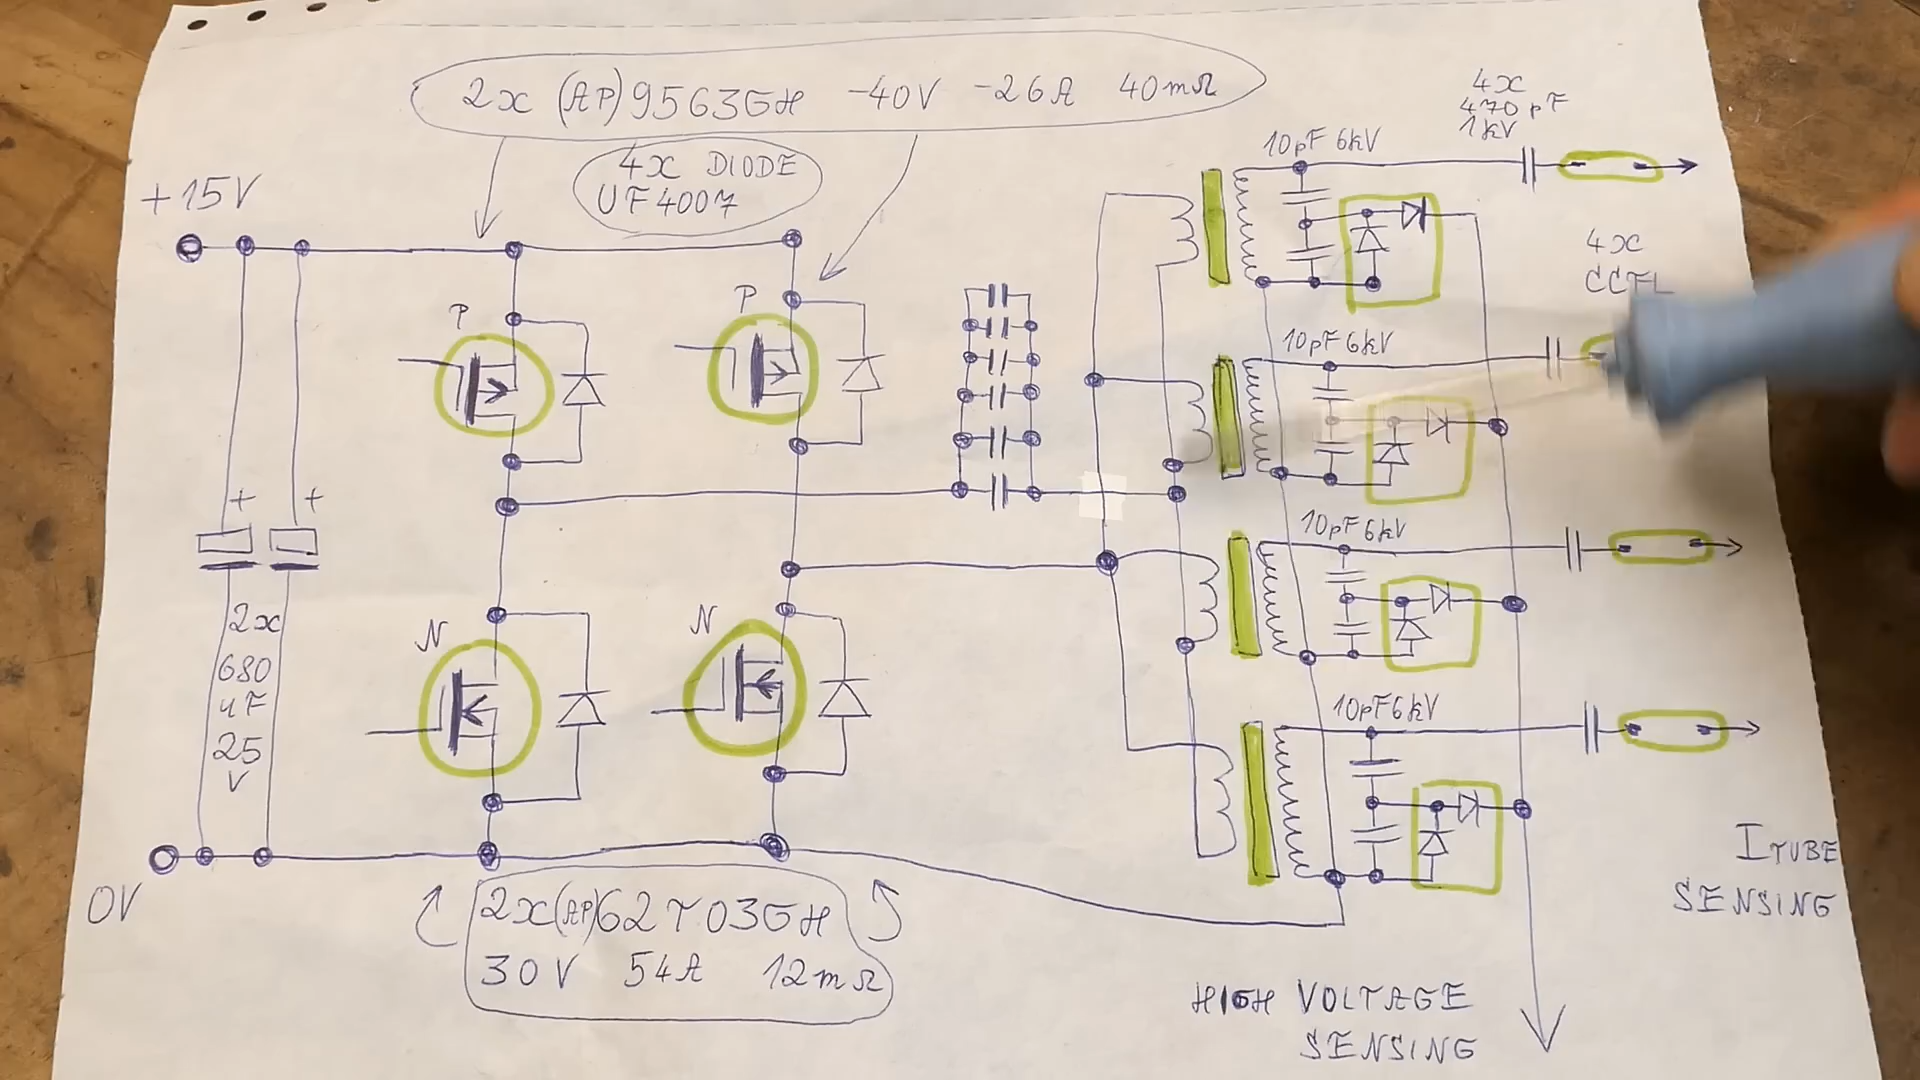 2x (AP)9563GH -40V -26A 40mΩ
4X DIODE
UF4007
+15V
4X
470pF
1kV
10pF 6kV
4X
CCFL
P
P
10pF 6kV
+
+
10pF 6kV
2x
680
uF
25
V
N
N
10pF 6kV
0V
2x(AP)62T03GH
30V 54A 12mΩ
ITUBE
SENSING
HIGH VOLTAGE
SENSING